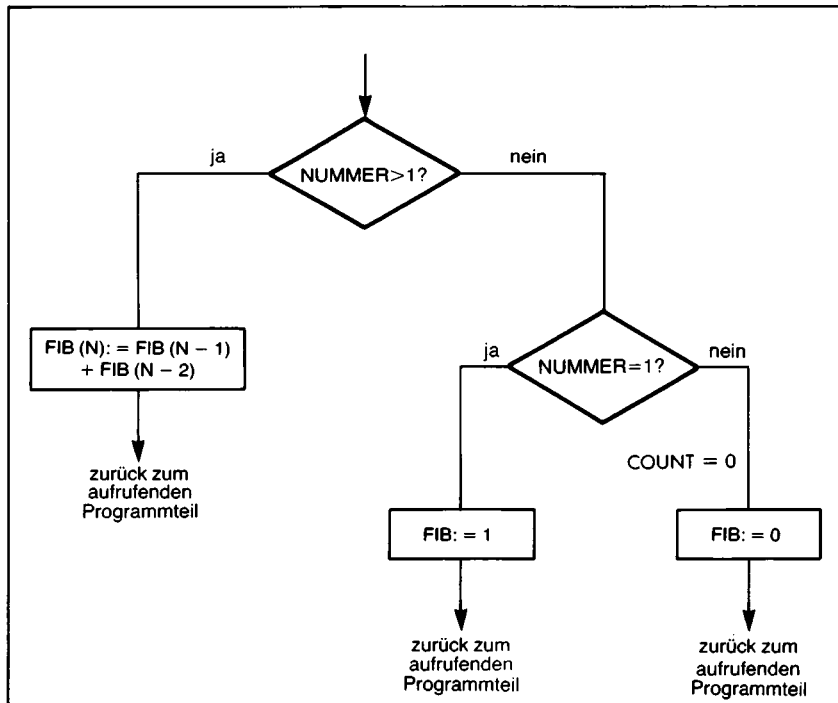 ja
NUMMER>1?
nein
FIB (N): = FIB (N – 1)
+ FIB (N – 2)
zurück zum
aufrufenden
Programmteil
ja
NUMMER=1?
nein
COUNT = 0
FIB: = 1
FIB: = 0
zurück zum
aufrufenden
Programmteil
zurück zum
aufrufenden
Programmteil